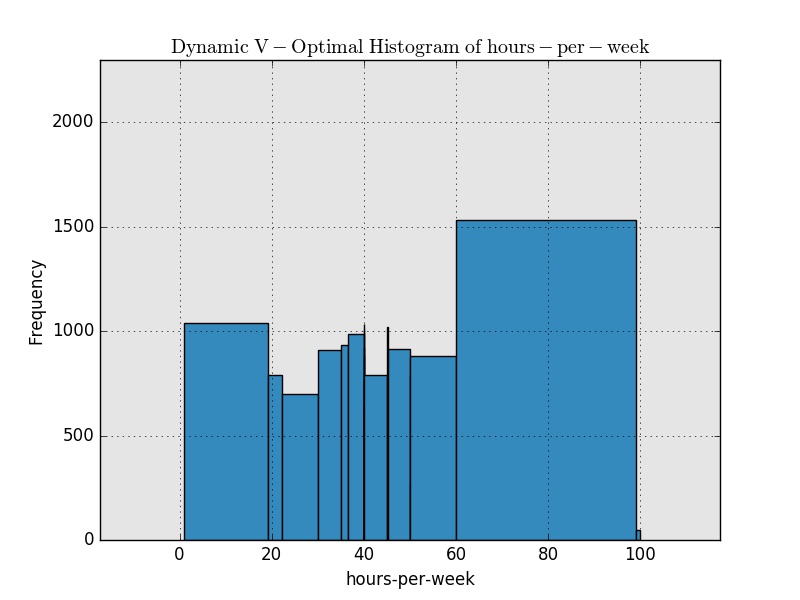 Dynamic V − Optimal Histogram of hours − per − week
2000
1500
1000
500
0
Frequency
0 20 40 60 80 100
hours-per-week